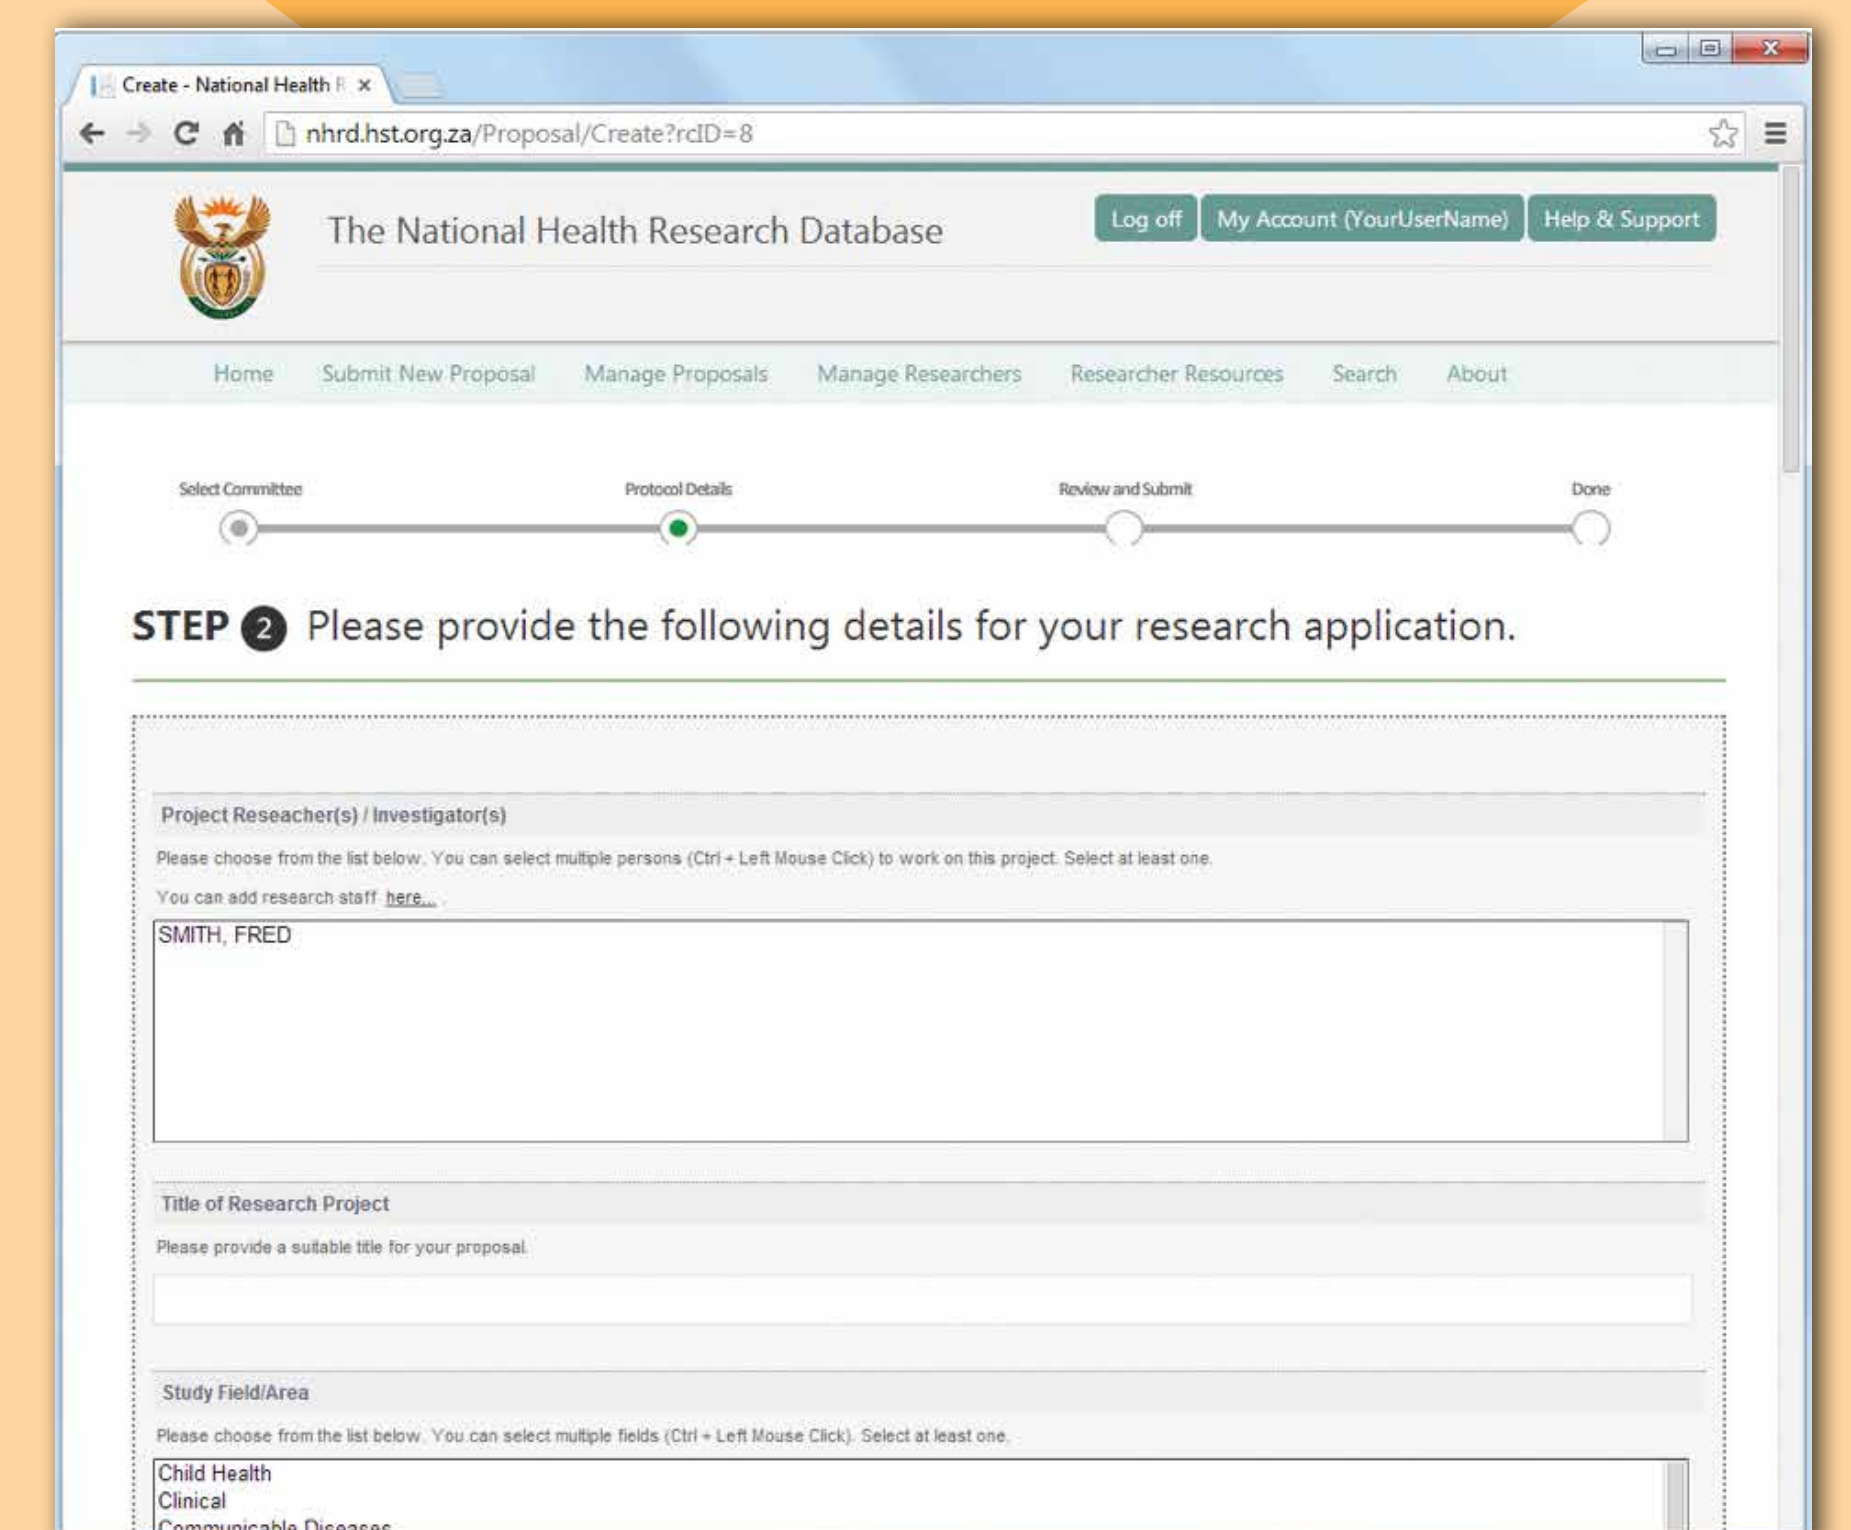 Create - National Health R
nhrd.hst.org.za/Proposal/Create?rcID=8
The National Health Research Database
Log off
My Account (YourUserName)
Help & Support
Home Submit New Proposal Manage Proposals Manage Researchers Researcher Resources Search About
Select Committee Protocol Details Review and Submit Done
STEP 2 Please provide the following details for your research application.
Project Reseacher(s) / Investigator(s)
Please choose from the list below. You can select multiple persons (Ctrl + Left Mouse Click) to work on this project. Select at least one.
You can add research staff here... .
SMITH, FRED
Title of Research Project
Please provide a suitable title for your proposal.
Study Field/Area
Please choose from the list below. You can select multiple fields (Ctrl + Left Mouse Click). Select at least one.
Child Health
Clinical
Communicable Diseases